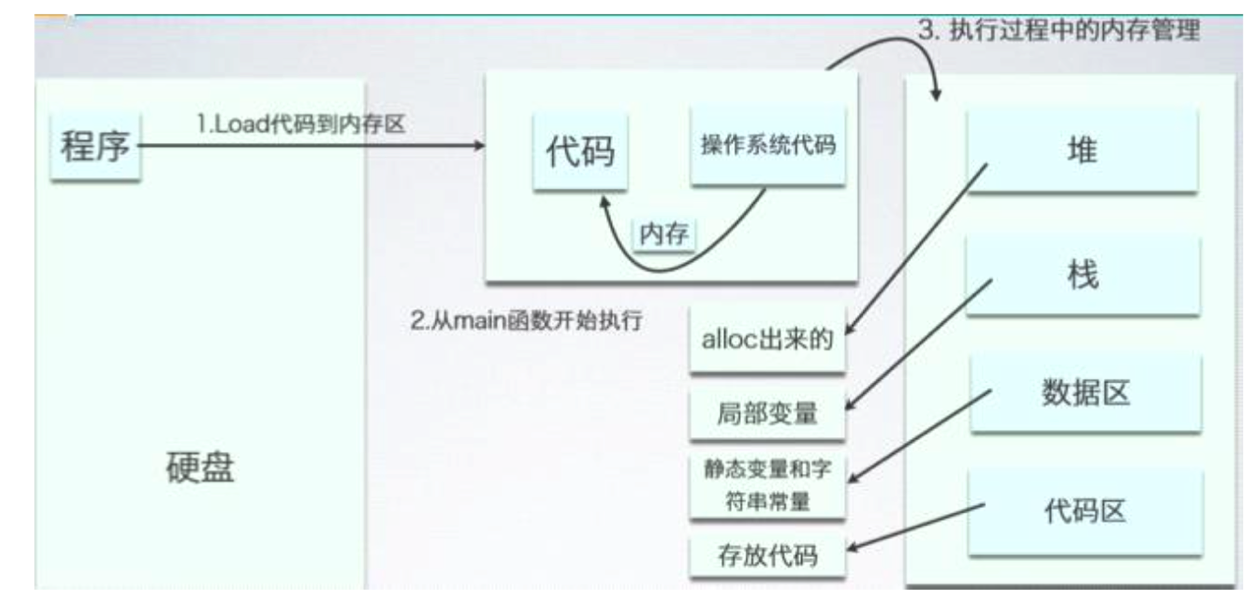 3. 执行过程中的内存管理
程序
1.Load代码到内存区
代码
操作系统代码
内存
堆
栈
2.从main函数开始执行
alloc出来的
局部变量
数据区
静态变量和字
符串常量
硬盘
代码区
存放代码